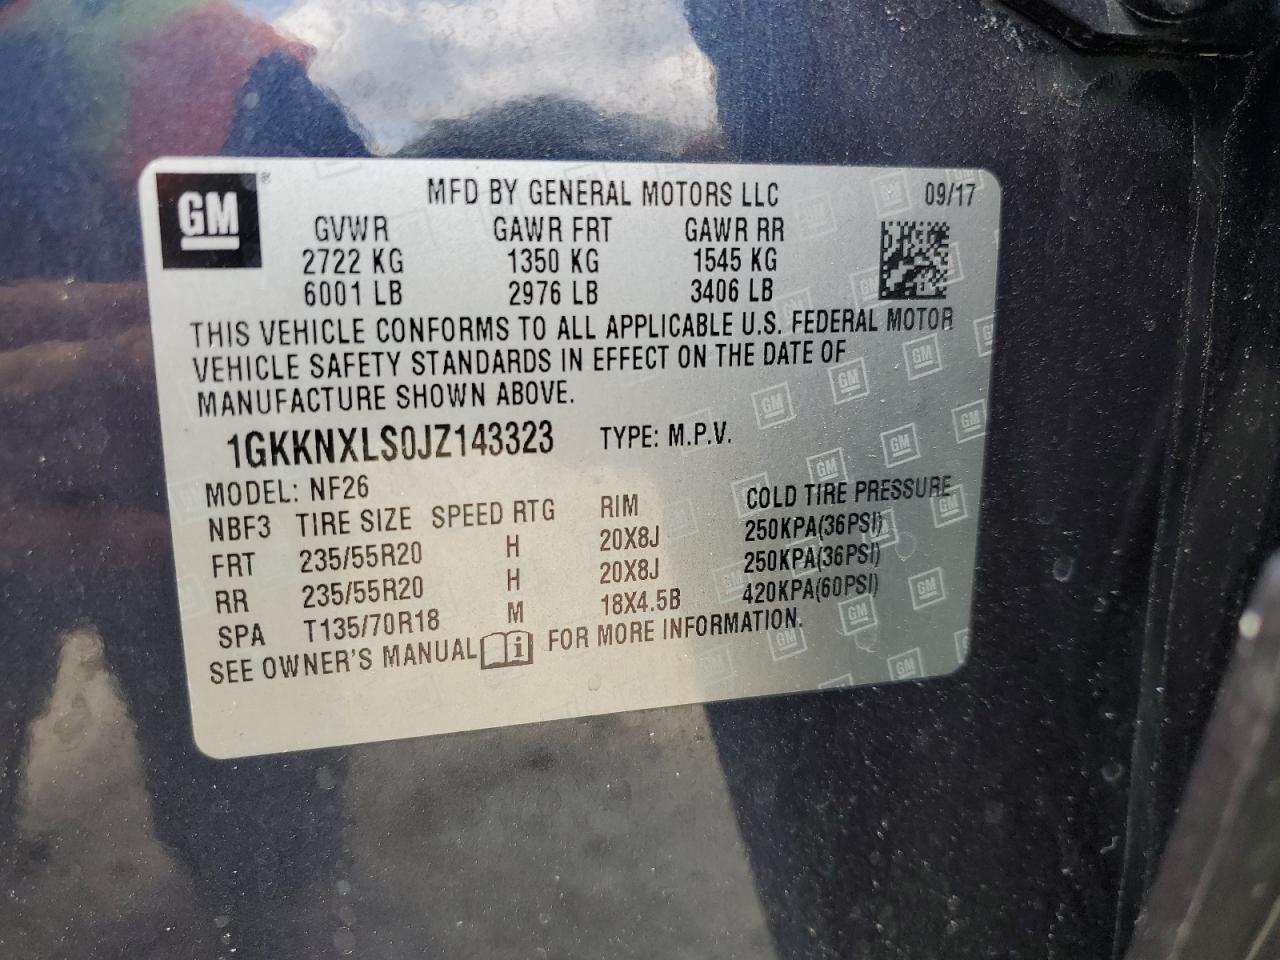 GM ® MFD BY GENERAL MOTORS LLC 09/17
GVWR GAWR FRT GAWR RR
2722 KG 1350 KG 1545 KG
6001 LB 2976 LB 3406 LB
THIS VEHICLE CONFORMS TO ALL APPLICABLE U.S. FEDERAL MOTOR
VEHICLE SAFETY STANDARDS IN EFFECT ON THE DATE OF
MANUFACTURE SHOWN ABOVE.
1GKKNXLS0JZ143323 TYPE: M.P.V.
MODEL: NF26
NBF3 TIRE SIZE SPEED RTG RIM COLD TIRE PRESSURE
FRT 235/55R20 H 20X8J 250KPA(36PSI)
RR 235/55R20 H 20X8J 250KPA(36PSI)
SPA T135/70R18 M 18X4.5B 420KPA(60PSI)
SEE OWNER'S MANUAL i FOR MORE INFORMATION.